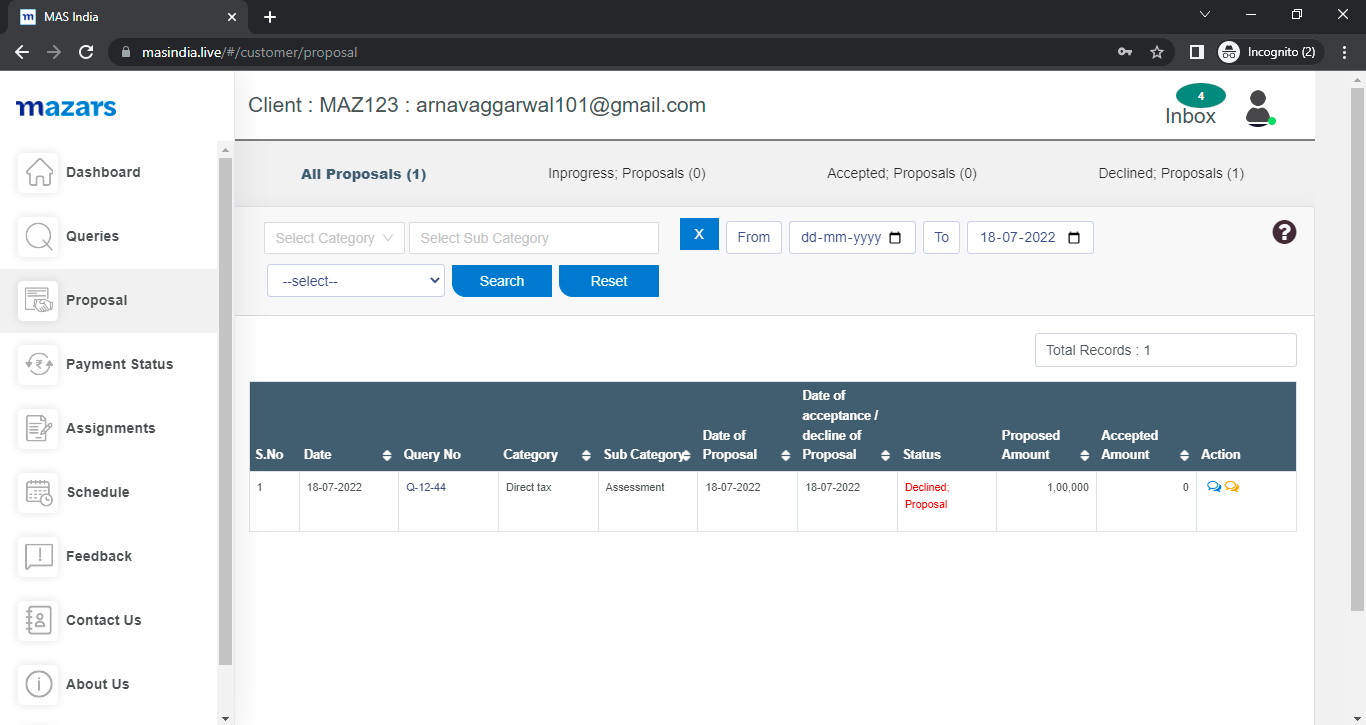 MAS India
masindia.live/#/customer/proposal
Incognito (2)
mazars
Client : MAZ123 : arnavaggarwal101@gmail.com
4
Inbox
Dashboard
Queries
Proposal
Payment Status
Assignments
Schedule
Feedback
Contact Us
About Us
All Proposals (1)
Inprogress; Proposals (0)
Accepted; Proposals (0)
Declined; Proposals (1)
Select Category
Select Sub Category
X
From
dd-mm-yyyy
To
18-07-2022
?
--select--
Search
Reset
Total Records : 1
S.No
Date
Query No
Category
Sub Category
Date of
Proposal
Date of
acceptance /
decline of
Proposal
Status
Proposed
Amount
Accepted
Amount
Action
1
18-07-2022
Q-12-44
Direct tax
Assessment
18-07-2022
18-07-2022
Declined;
Proposal
1,00,000
0